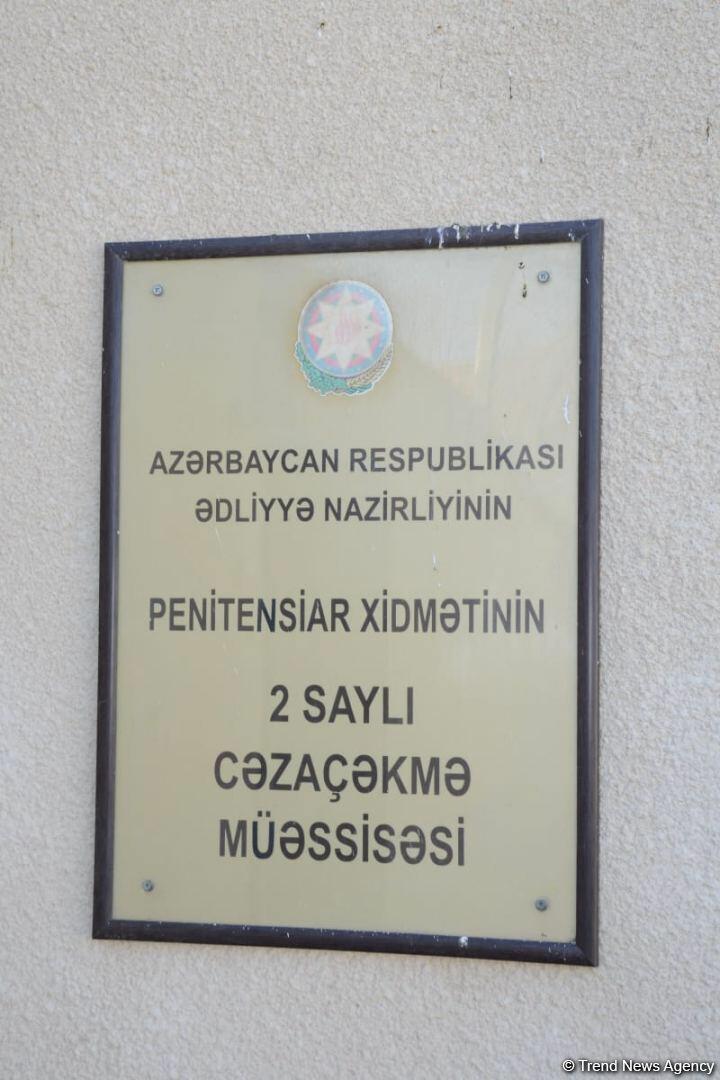 AZƏRBAYCAN RESPUBLİKASI
ƏDLİYYƏ NAZİRLİYİNİN
PENİTENSİAR XİDMƏTİNİN
2 SAYLI
CƏZAÇƏKMƏ
MÜƏSSİSƏSİ
© Trend News Agency